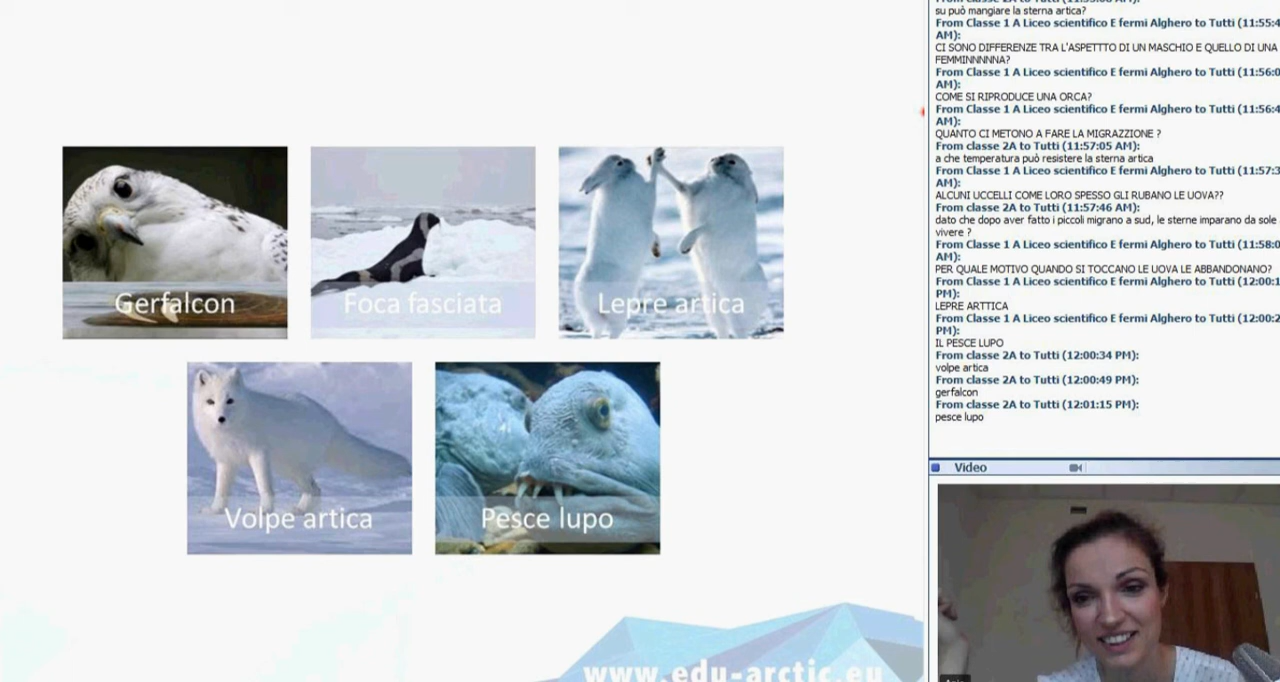 Gerfalcon
Foca fasciata
Lepre artica
Volpe artica
Pesce lupo
www.edu-arctic.eu
su può mangiare la sterna artica?
From Classe 1 A Liceo scientifico E fermi Alghero to Tutti (11:55:4
AM):
CI SONO DIFFERENZE TRA L'ASPETTTO DI UN MASCHIO E QUELLO DI UNA
FEMMINNNNNA?
From Classe 1 A Liceo scientifico E fermi Alghero to Tutti (11:56:0
AM):
COME SI RIPRODUCE UNA ORCA?
From Classe 1 A Liceo scientifico E fermi Alghero to Tutti (11:56:4
AM):
QUANTO CI METONO A FARE LA MIGRAZZIONE ?
From classe 2A to Tutti (11:57:05 AM):
a che temperatura può resistere la sterna artica
From Classe 1 A Liceo scientifico E fermi Alghero to Tutti (11:57:3
AM):
ALCUNI UCCELLI COME LORO SPESSO GLI RUBANO LE UOVA??
From classe 2A to Tutti (11:57:46 AM):
dato che dopo aver fatto i piccoli migrano a sud, le sterne imparano da sole
vivere ?
From Classe 1 A Liceo scientifico E fermi Alghero to Tutti (11:58:0
AM):
PER QUALE MOTIVO QUANDO SI TOCCANO LE UOVA LE ABBANDONANO?
From Classe 1 A Liceo scientifico E fermi Alghero to Tutti (12:00:1
PM):
LEPRE ARTTICA
From Classe 1 A Liceo scientifico E fermi Alghero to Tutti (12:00:2
PM):
IL PESCE LUPO
From classe 2A to Tutti (12:00:34 PM):
volpe artica
From classe 2A to Tutti (12:00:49 PM):
gerfalcon
From classe 2A to Tutti (12:01:15 PM):
pesce lupo
Video